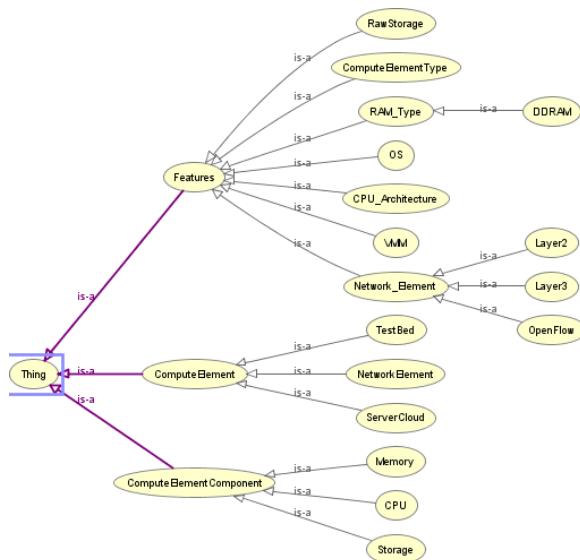 RawStorage
is-a
ComputeElementType
is-a
RAM_Type
is-a
DDRAM
is-a
OS
is-a
Features
is-a
CPU_Architecture
is-a
VMM
is-a
is-a
Network_Element
is-a
Layer2
is-a
Layer3
is-a
OpenFlow
is-a
TestBed
is-a
Thing
is-a
ComputeElement
is-a
NetworkElement
is-a
ServerCloud
is-a
is-a
Memory
ComputeElementComponent
is-a
CPU
is-a
Storage